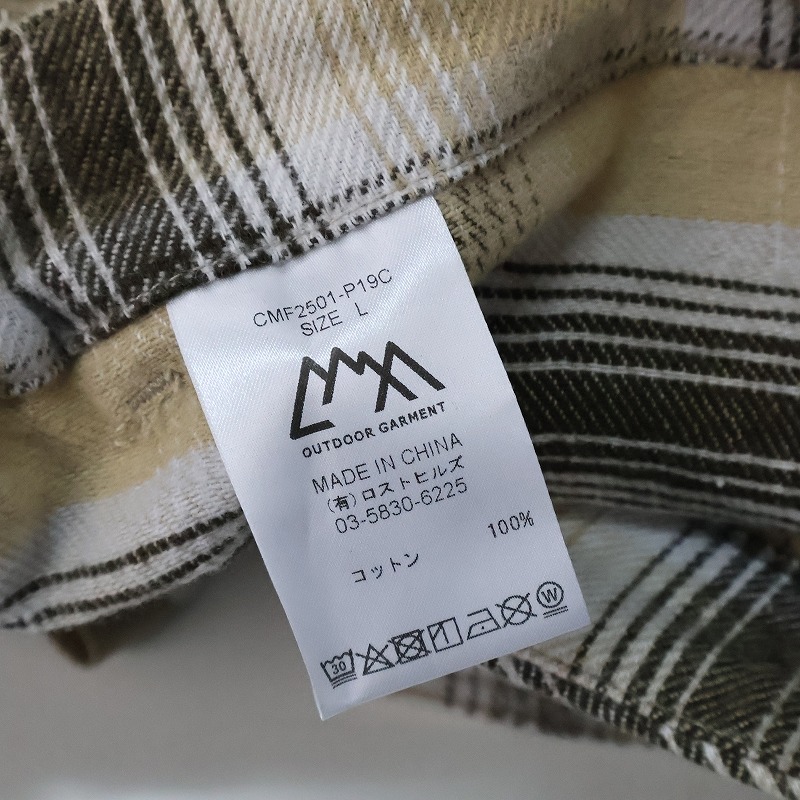 CMF2501-P19C
SIZE L
OUTDOOR GARMENT
MADE IN CHINA
(有)ロストヒルズ
03-5830-6225
コットン 100%
30
W